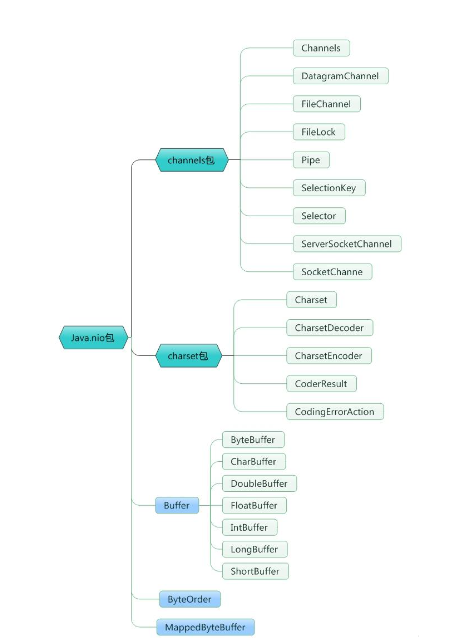 Java.nio包
channels包
Channels
DatagramChannel
FileChannel
FileLock
Pipe
SelectionKey
Selector
ServerSocketChannel
SocketChanne
charset包
Charset
CharsetDecoder
CharsetEncoder
CoderResult
CodingErrorAction
Buffer
ByteBuffer
CharBuffer
DoubleBuffer
FloatBuffer
IntBuffer
LongBuffer
ShortBuffer
ByteOrder
MappedByteBuffer